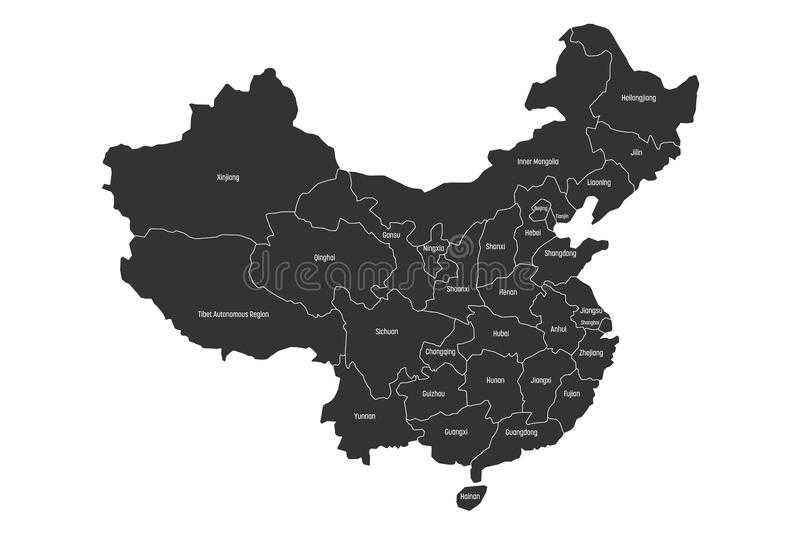 Heilongjiang
Jilin
Inner Mongolia
Liaoning
Xinjiang
Beijing
Tianjin
Gansu
Hebei
Ningxia
Shanxi
Shangdong
Qinghai
Shaanxi
Henan
Tibet Autonomous Region
Jiangsu
Shanghai
Sichuan
Hubei
Anhui
Chongqing
Zhejiang
Guizhou
Hunan
Jiangxi
Fujian
Yunnan
Guangxi
Guangdong
Hainan
dreamstime